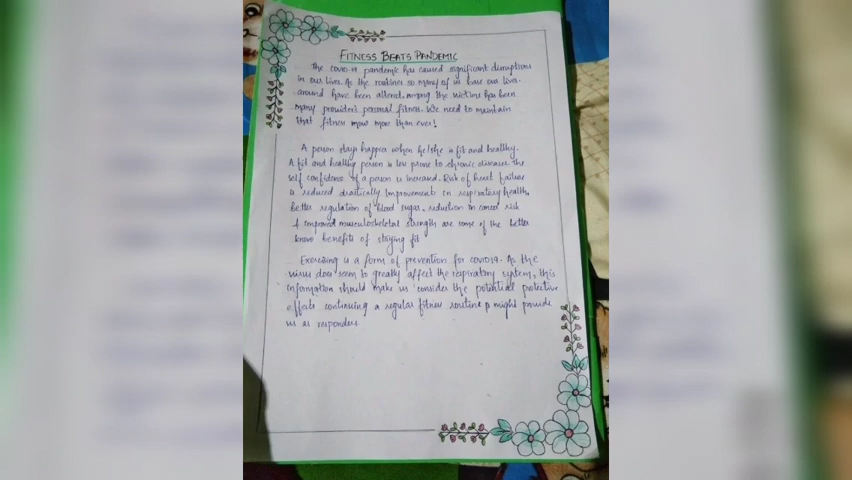 FITNESS BEATS PANDEMIC
The covid 19 pandemic has caused significant disruptions
in our lives. As the routines so many of us base our lives
around have been altered, among the victims has been
many provider's personal fitness. We need to maintain
that fitness now more than ever!
A person stays happier when he/she is fit and healthy.
A fit and healthy person is less prone to chronic diseases. The
self confidence of a person is increased. Risk of heart failure
is reduced drastically improvements in respiratory health,
better regulation of blood sugar, reduction in cancer risk
& compound musculoskeletal strength are some of the better
know benefits of staying fit
Exercising is a form of prevention for covid19. As the
virus does seem to greatly affect the respiratory system, this
information should make us consider the potential protective
effects continuing a regular fitness routine might provide
us as responders